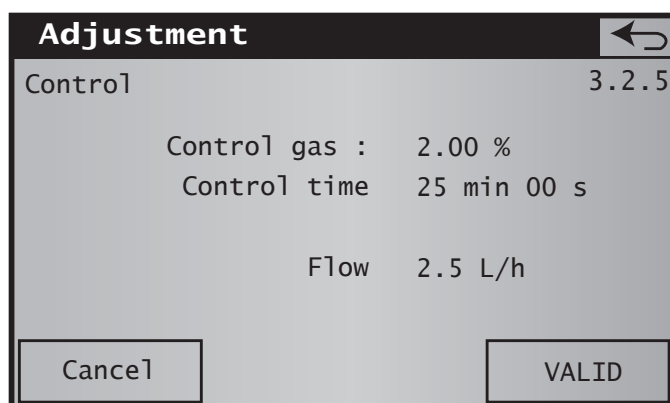 Adjustment
Control 3.2.5
Control gas : 2.00 %
Control time 25 min 00 s
Flow 2.5 L/h
Cancel VALID